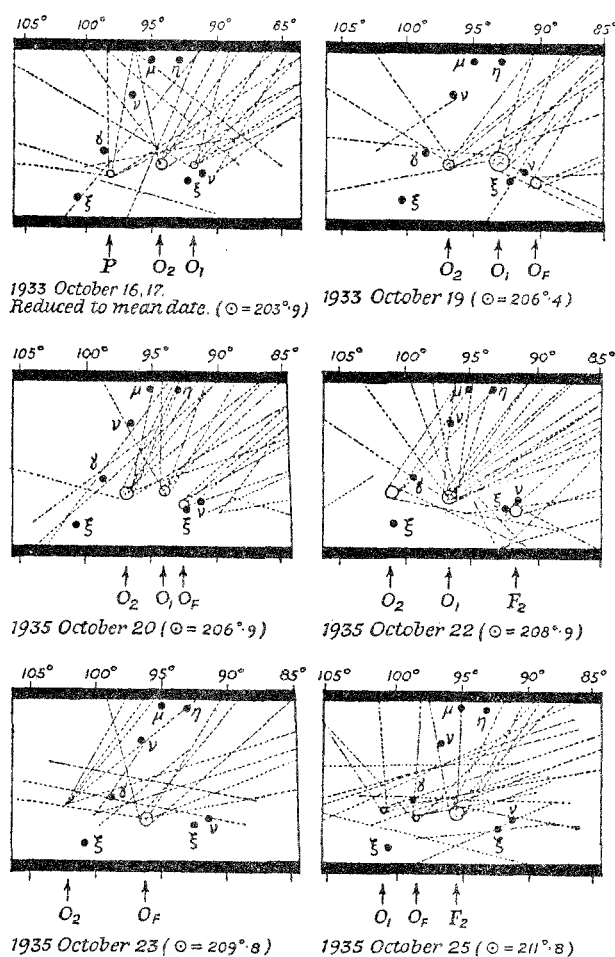 105° 100° 95° 90° 85°
105° 100° 95° 90° 85°
μ η
ν
γ
ν
ξ
ξ
μ η
ν
γ
ν
ξ
ξ
P O₂ O₁
O₂ O₁ O_F
1933 October 16, 17.
Reduced to mean date. (☉ = 203°·9)
1933 October 19 (☉ = 206°·4)
105° 100° 95° 90° 85°
105° 100° 95° 90° 85°
μ η
ν
γ
ν
ξ
ξ
μ η
ν
γ
ν
ξ
ξ
O₂ O₁ O_F
O₂ O₁ F₂
1935 October 20 (☉ = 206°·9)
1935 October 22 (☉ = 208°·9)
105° 100° 95° 90° 85°
105° 100° 95° 90° 85°
μ η
ν
γ
ν
ξ
ξ
μ η
ν
γ
ν
ξ
ξ
O₂ O_F
O₁ O_F F₂
1935 October 23 (☉ = 209°·8)
1935 October 25 (☉ = 211°·8)